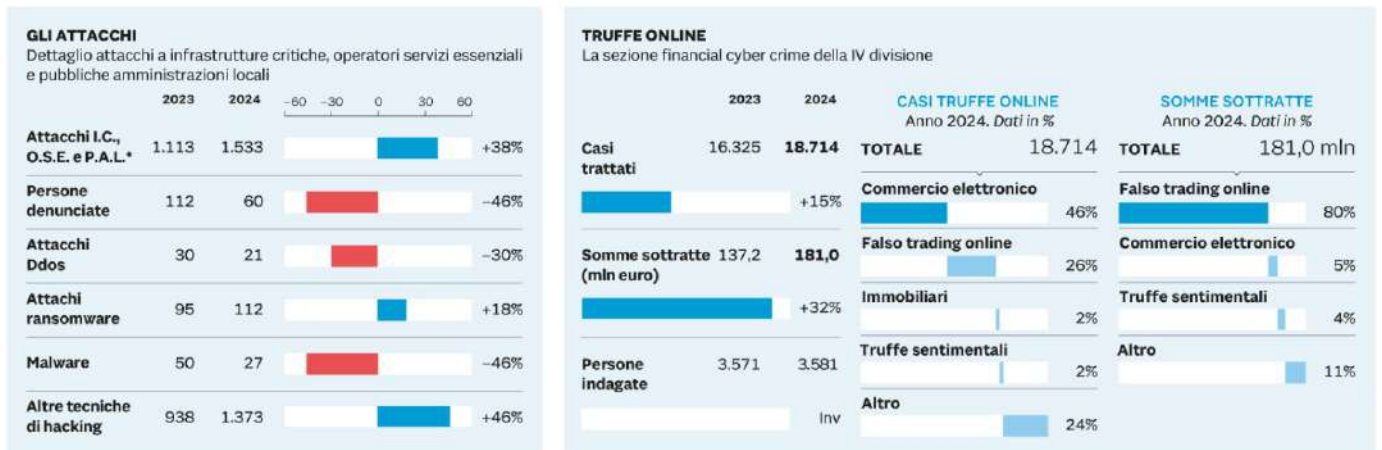 GLI ATTACCHI
Dettaglio attacchi a infrastrutture critiche, operatori servizi essenziali
e pubbliche amministrazioni locali
2023 2024 -60 -30 0 30 60
Attacchi I.C.,
O.S.E. e P.A.L.* 1.113 1.533 +38%
Persone
denunciate 112 60 -46%
Attacchi
Ddos 30 21 -30%
Attachi
ransomware 95 112 +18%
Malware 50 27 -46%
Altre tecniche
di hacking 938 1.373 +46%
TRUFFE ONLINE
La sezione financial cyber crime della IV divisione
2023 2024
Casi
trattati 16.325 18.714
+15%
Somme sottratte 137,2 181,0
(mln euro)
+32%
Persone
indagate 3.571 3.581
Inv
CASI TRUFFE ONLINE
Anno 2024. Dati in %
TOTALE 18.714
Commercio elettronico
46%
Falso trading online
26%
Immobiliari
2%
Truffe sentimentali
2%
Altro
24%
SOMME SOTTRATTE
Anno 2024. Dati in %
TOTALE 181,0 mln
Falso trading online
80%
Commercio elettronico
5%
Truffe sentimentali
4%
Altro
11%